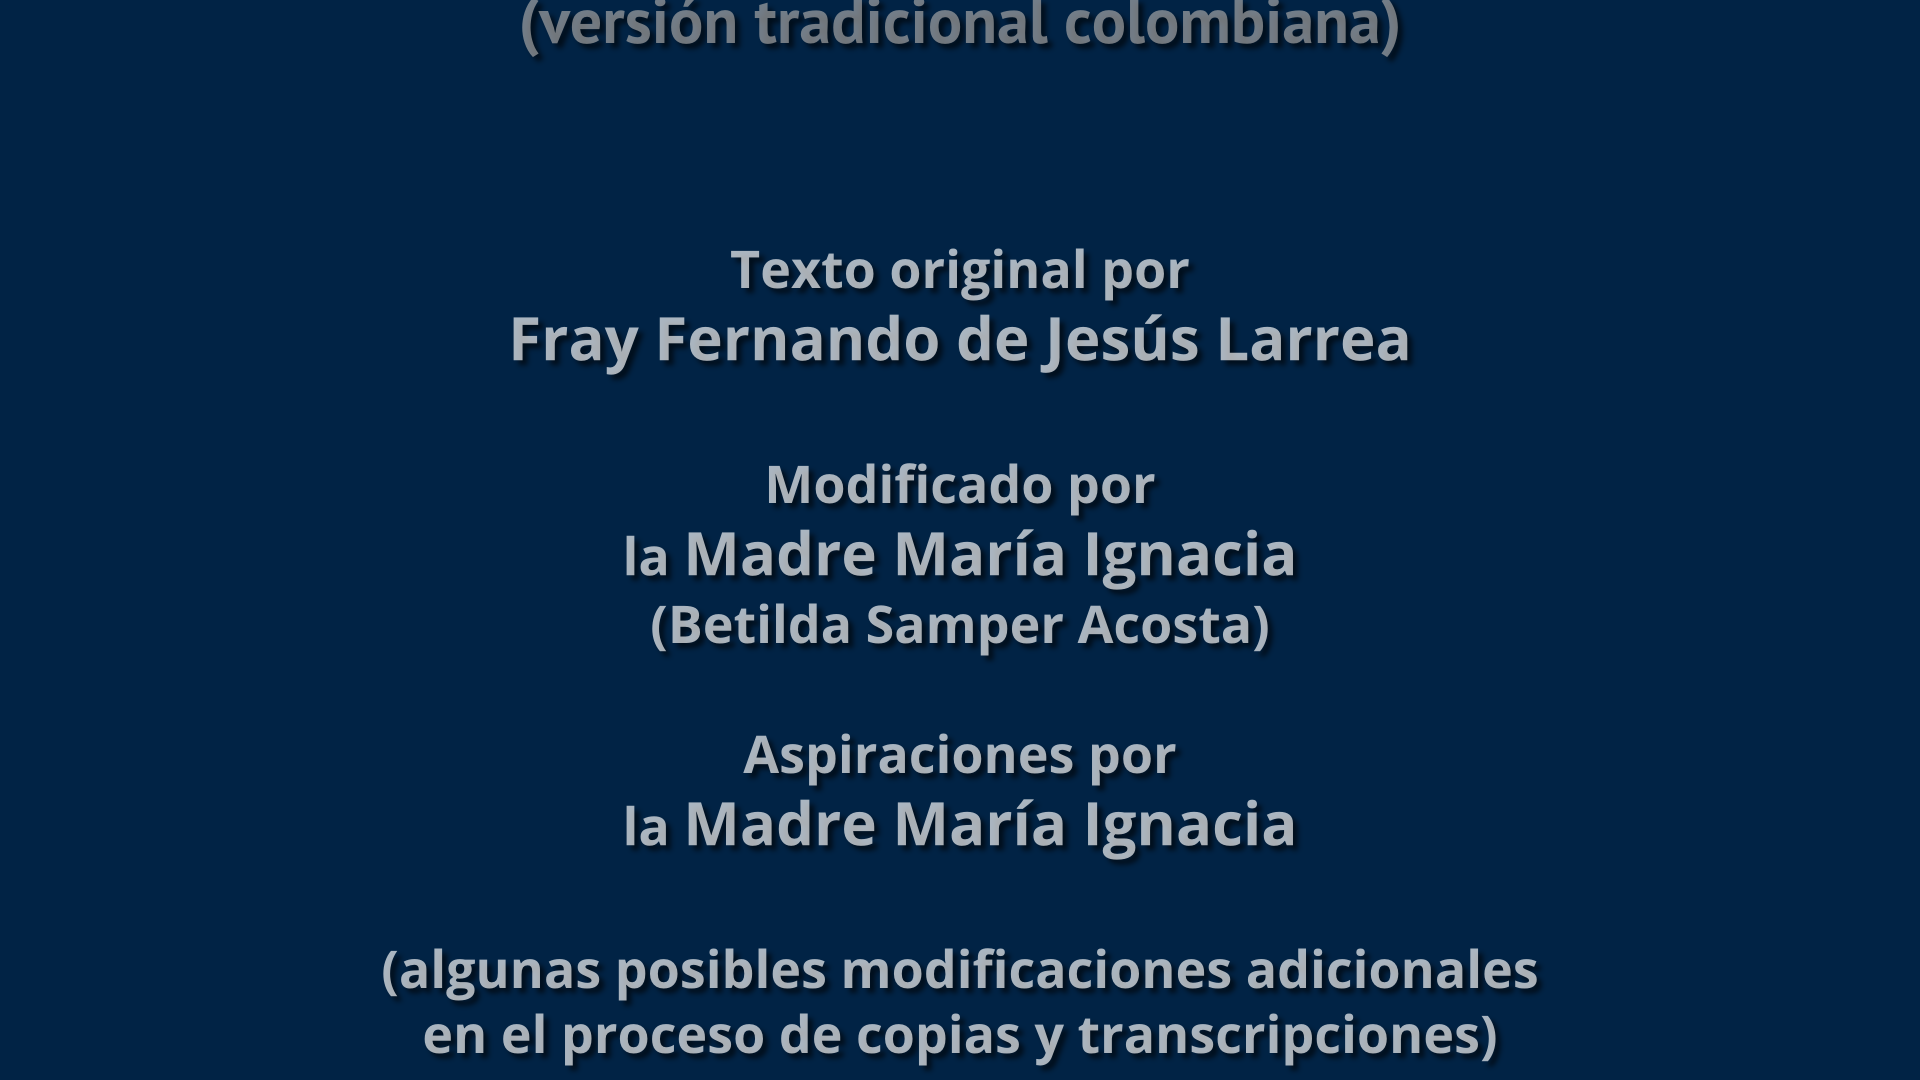 (versión tradicional colombiana)
Texto original por
Fray Fernando de Jesús Larrea
Modificado por
la Madre María Ignacia
(Betilda Samper Acosta)
Aspiraciones por
la Madre María Ignacia
(algunas posibles modificaciones adicionales
en el proceso de copias y transcripciones)